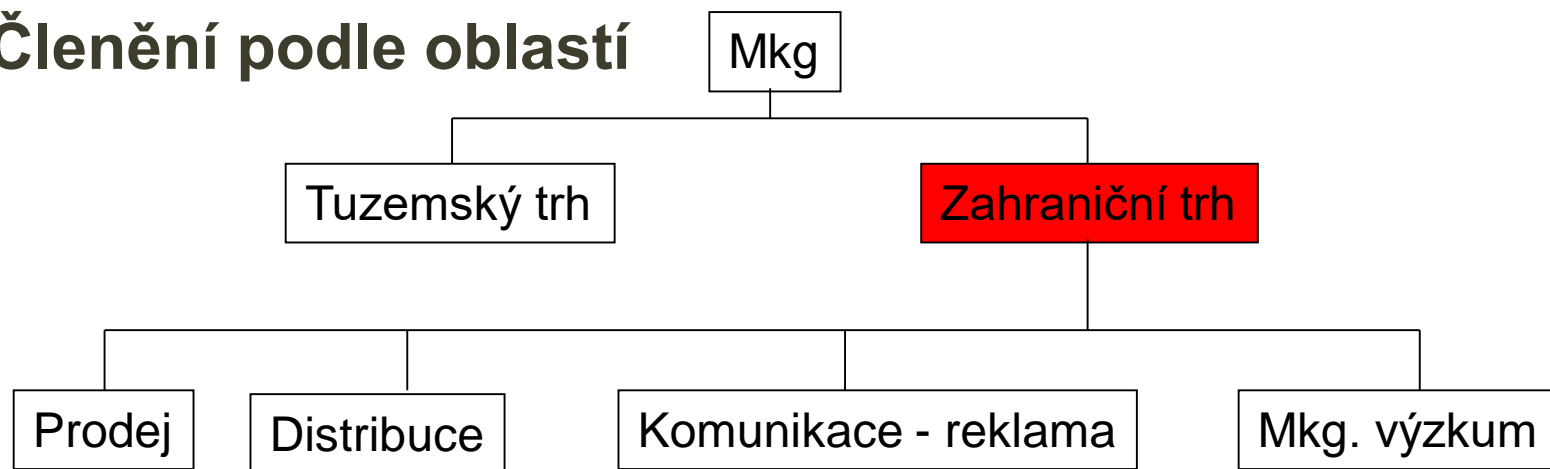 Členění podle oblastí
Mkg
Tuzemský trh
Zahraniční trh
Prodej
Distribuce
Komunikace - reklama
Mkg. výzkum